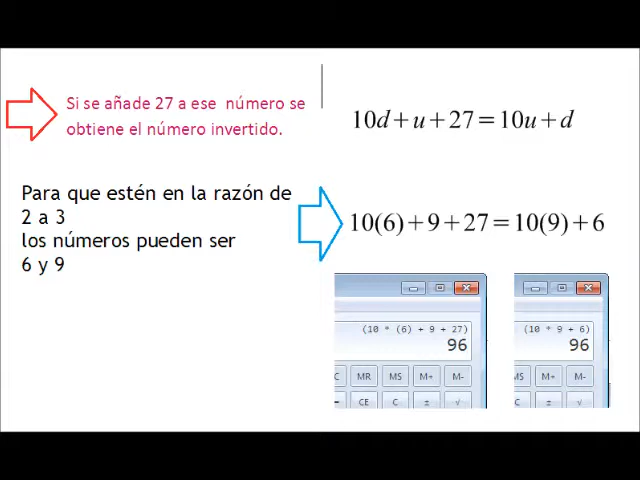 Si se añade 27 a ese número se
obtiene el número invertido.
10d+u+27=10u+d
Para que estén en la razón de
2 a 3
los números pueden ser
6 y 9
10(6)+9+27=10(9)+6
(10 * (6) + 9 + 27)
96
C MR MS M+ M-
CE C ± √
(10 * 9 + 6)
96
MS M+ M-
C ± √